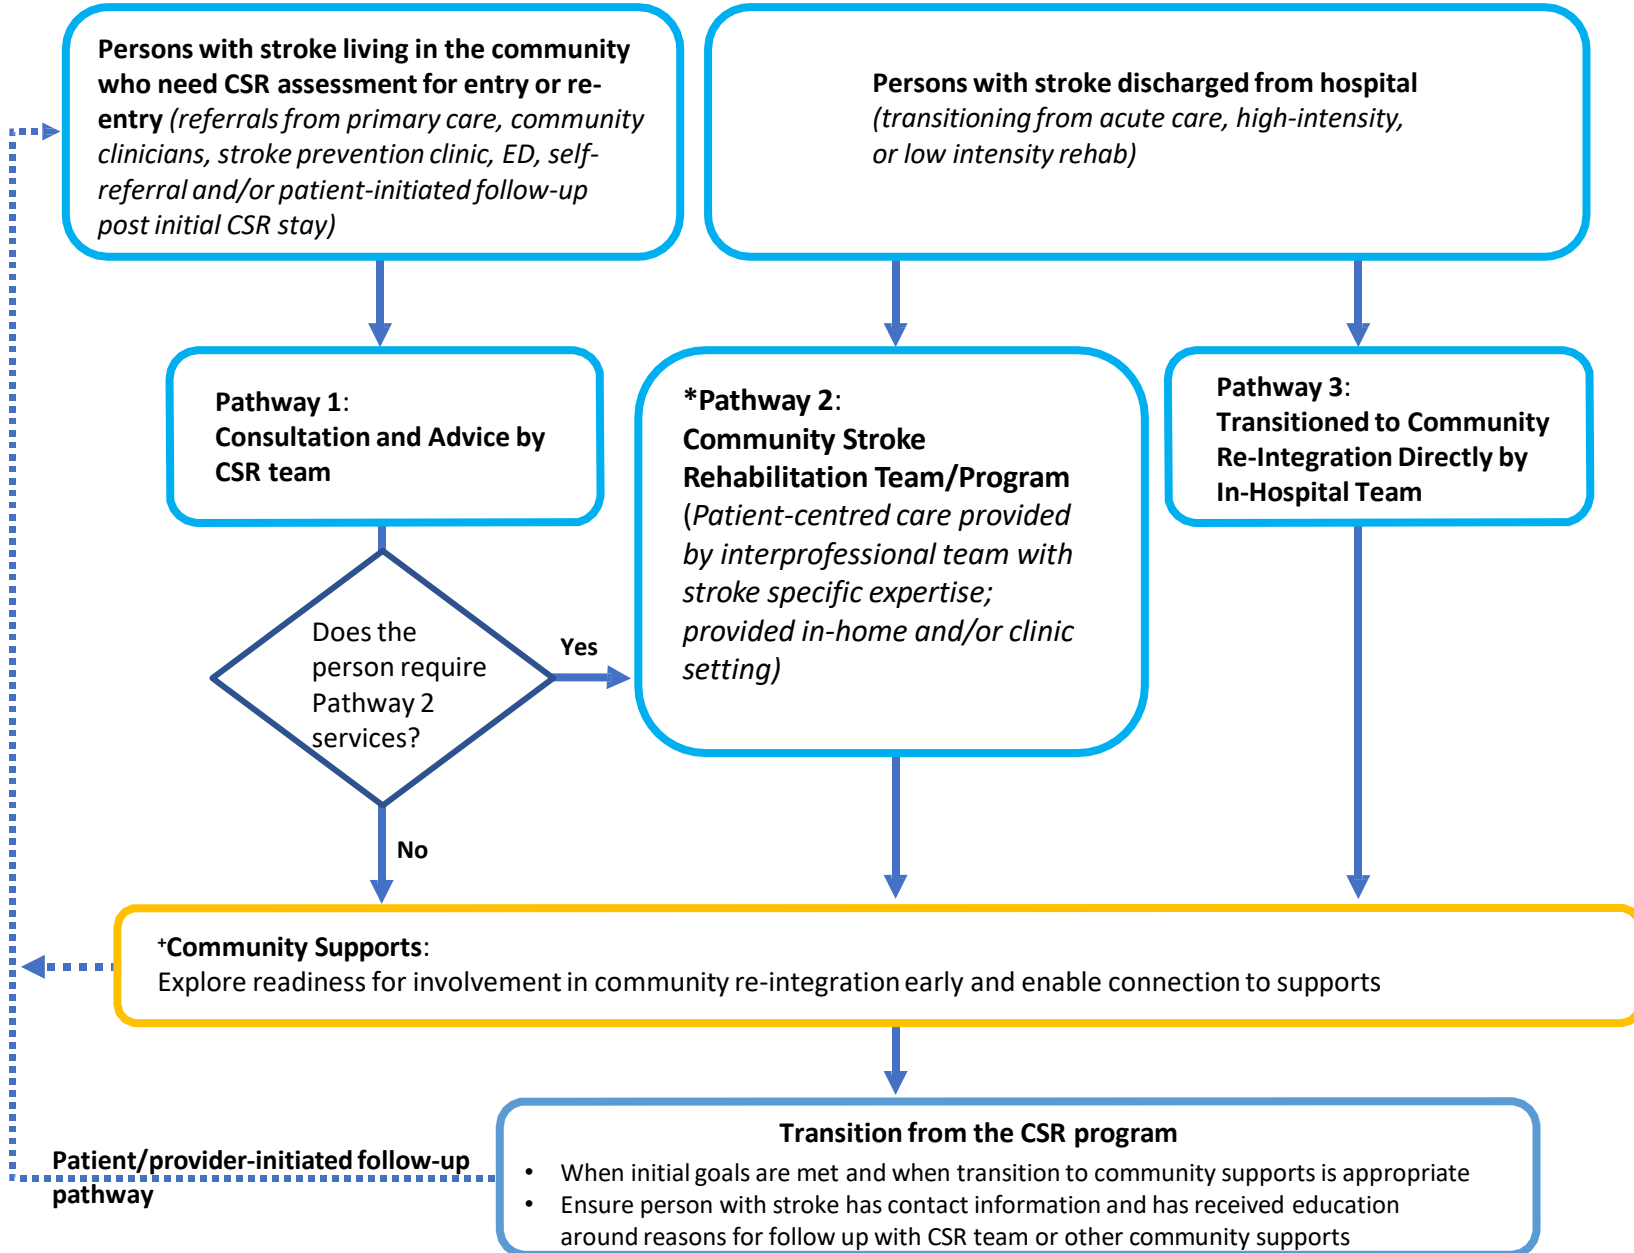 Persons with stroke living in the community
who need CSR assessment for entry or re-
entry (referrals from primary care, community
clinicians, stroke prevention clinic, ED, self-
referral and/or patient-initiated follow-up
post initial CSR stay)
Persons with stroke discharged from hospital
(transitioning from acute care, high-intensity,
or low intensity rehab)
Pathway 1:
Consultation and Advice by
CSR team
*Pathway 2:
Community Stroke
Rehabilitation Team/Program
(Patient-centred care provided
by interprofessional team with
stroke specific expertise;
provided in-home and/or clinic
setting)
Pathway 3:
Transitioned to Community
Re-Integration Directly by
In-Hospital Team
Does the
person require
Pathway 2
services?
Yes
No
+Community Supports:
Explore readiness for involvement in community re-integration early and enable connection to supports
Transition from the CSR program
• When initial goals are met and when transition to community supports is appropriate
• Ensure person with stroke has contact information and has received education
around reasons for follow up with CSR team or other community supports
Patient/provider-initiated follow-up
pathway